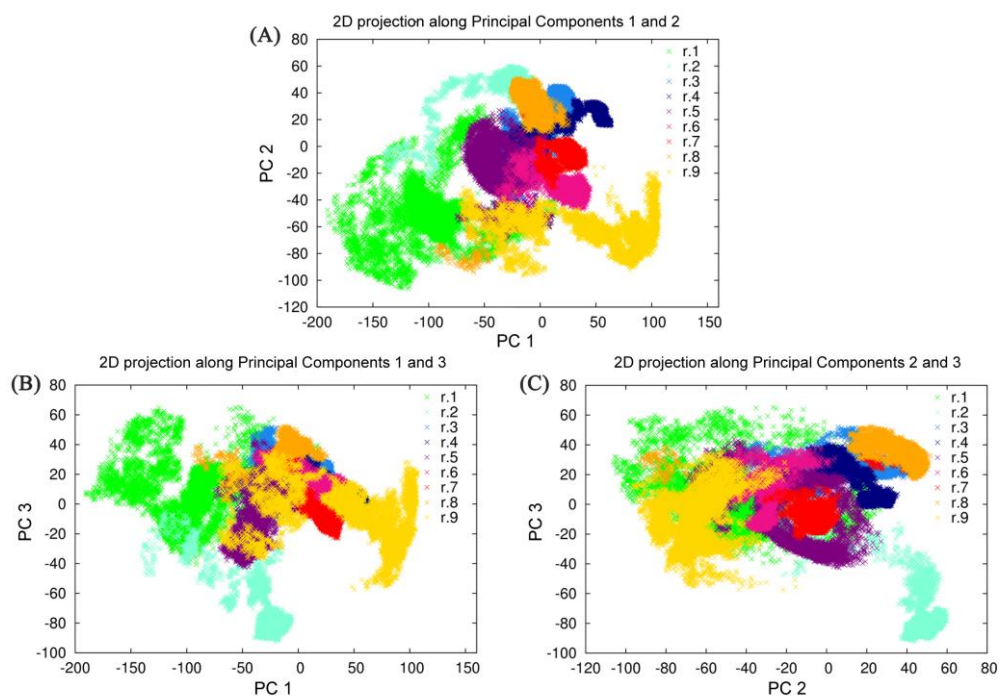 (A) 2D projection along Principal Components 1 and 2
80
60
40
20
0
-20
-40
-60
-80
-100
-120
PC 2
r.1
r.2
r.3
r.4
r.5
r.6
r.7
r.8
r.9
-200 -150 -100 -50 0 50 100 150
PC 1
(B) 2D projection along Principal Components 1 and 3
80
60
40
20
0
-20
-40
-60
-80
-100
PC 3
r.1
r.2
r.3
r.4
r.5
r.6
r.7
r.8
r.9
-200 -150 -100 -50 0 50 100 150
PC 1
(C) 2D projection along Principal Components 2 and 3
80
60
40
20
0
-20
-40
-60
-80
-100
PC 3
r.1
r.2
r.3
r.4
r.5
r.6
r.7
r.8
r.9
-120 -100 -80 -60 -40 -20 0 20 40 60 80
PC 2